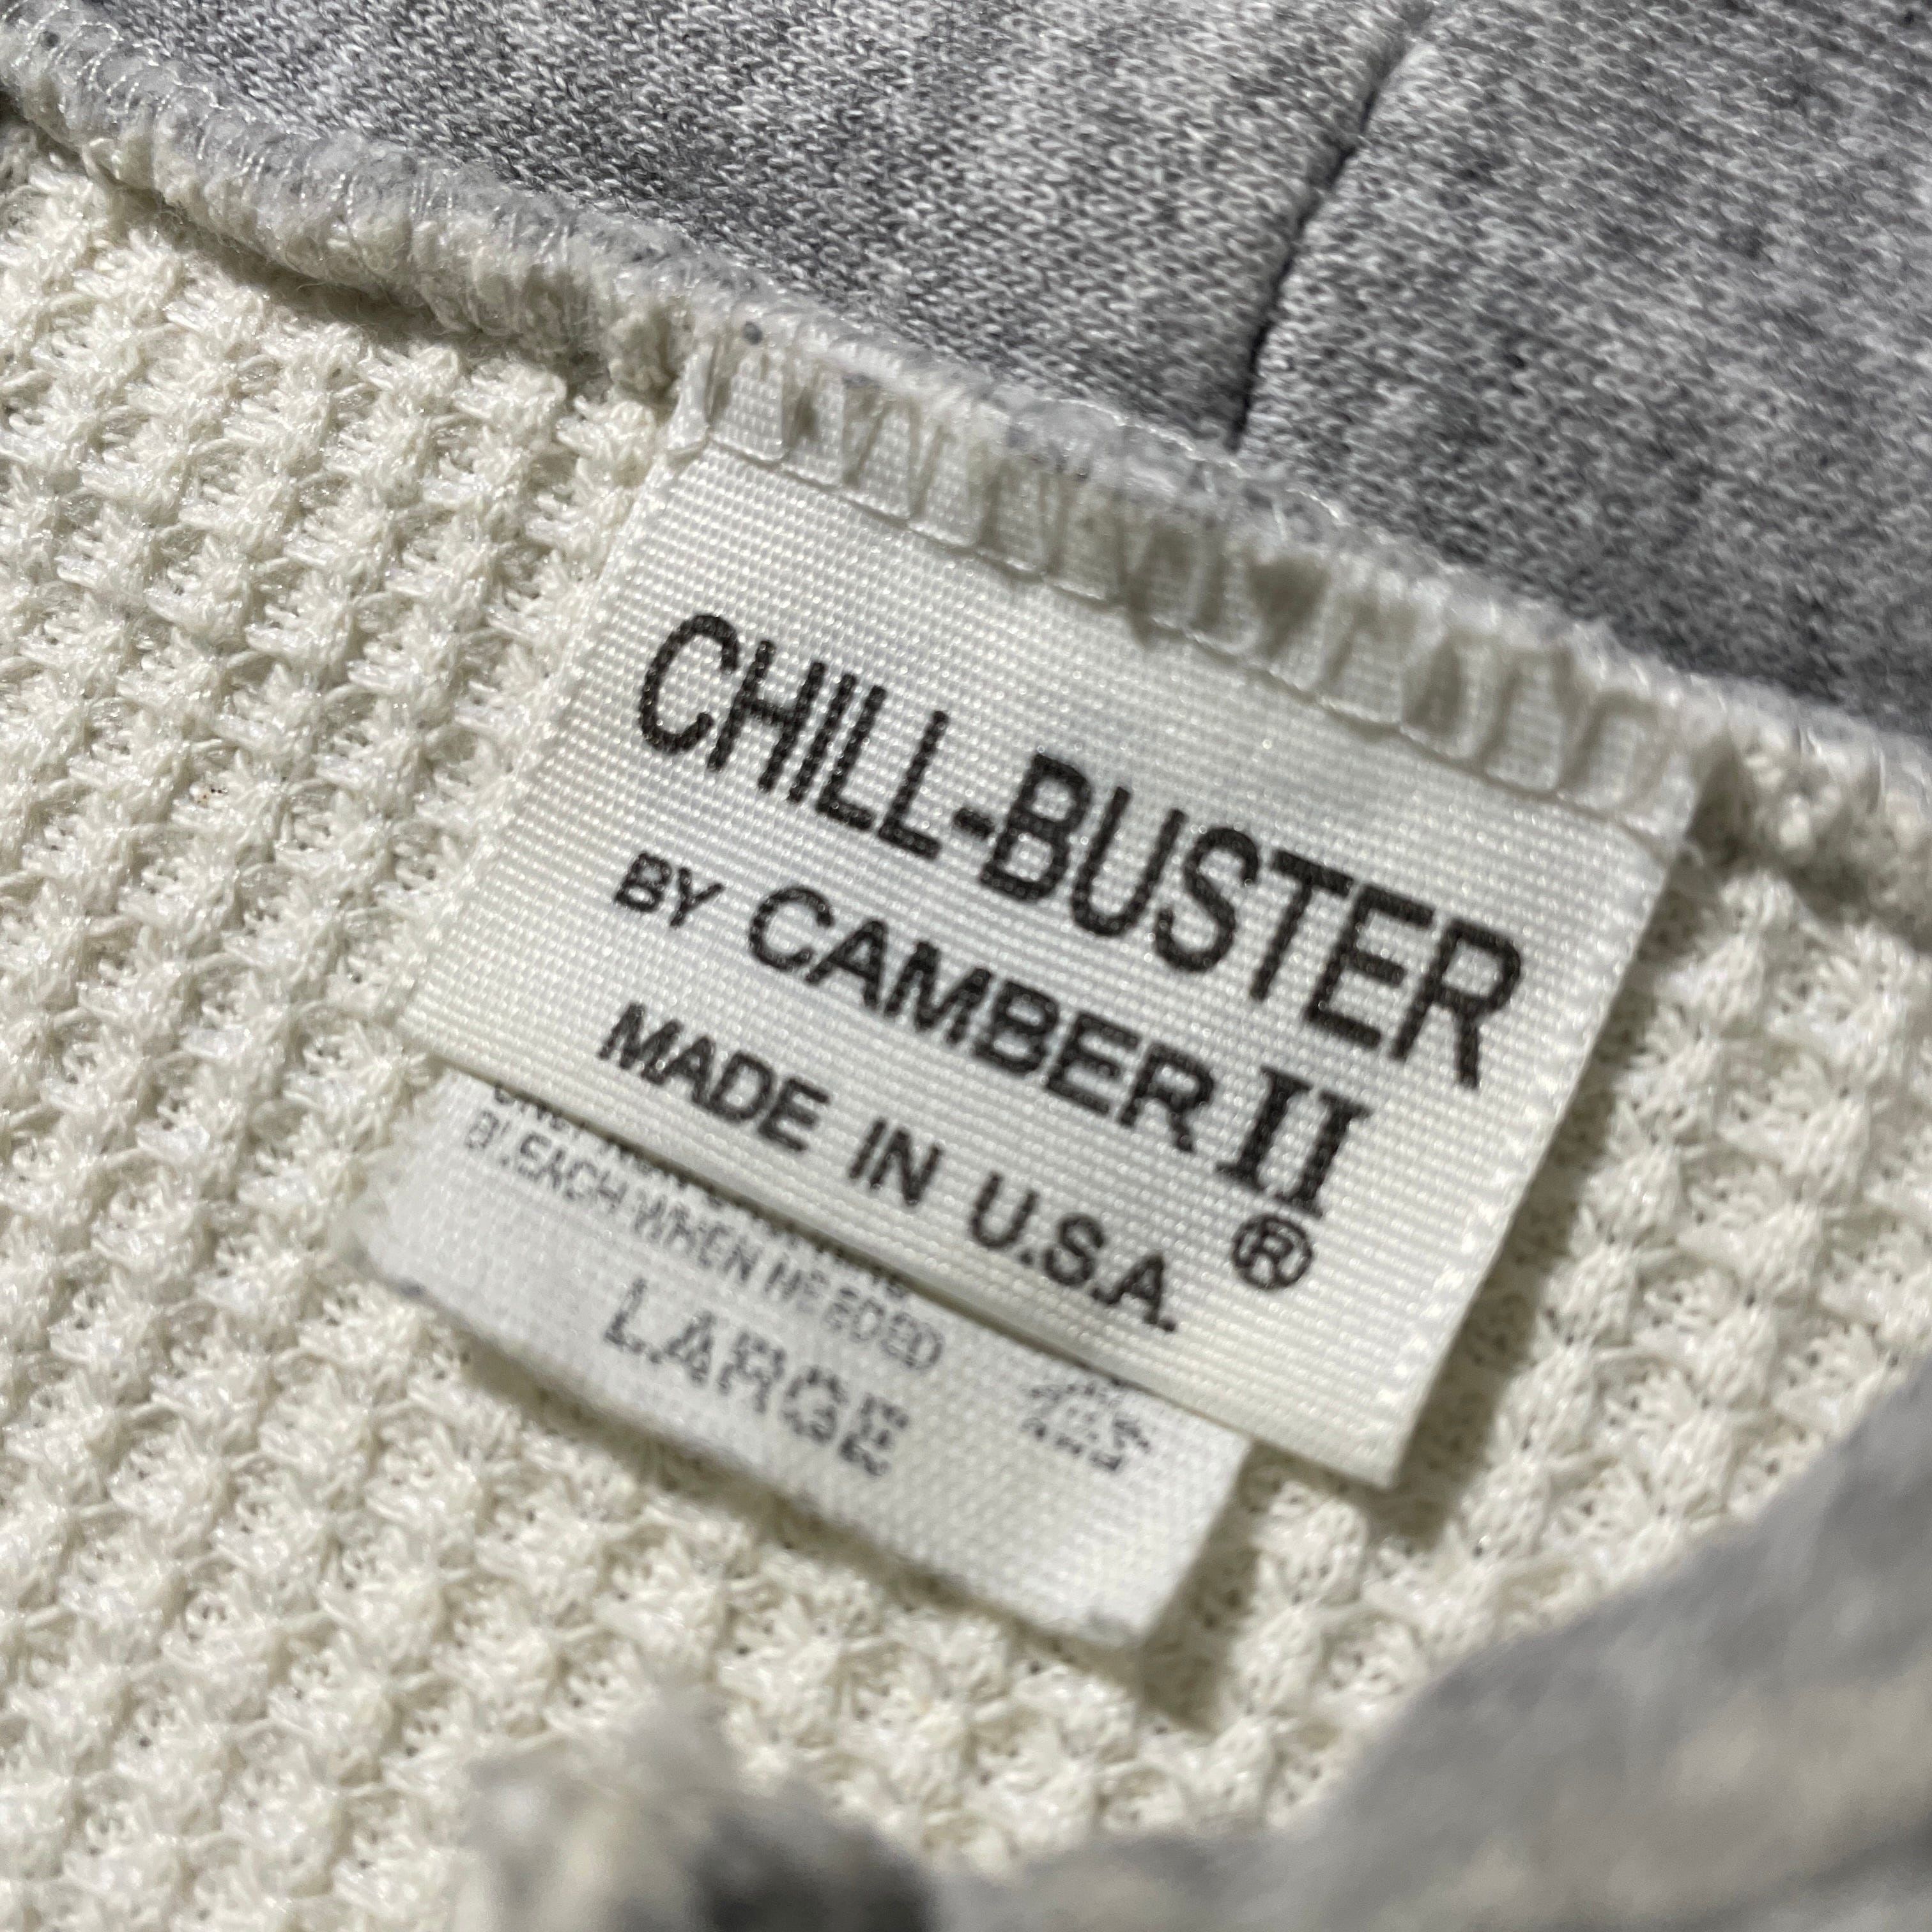 CHILL-BUSTER
BY CAMBER II ®
MADE IN U.S.A.
BLEACH WHEN NEEDED
LARGE